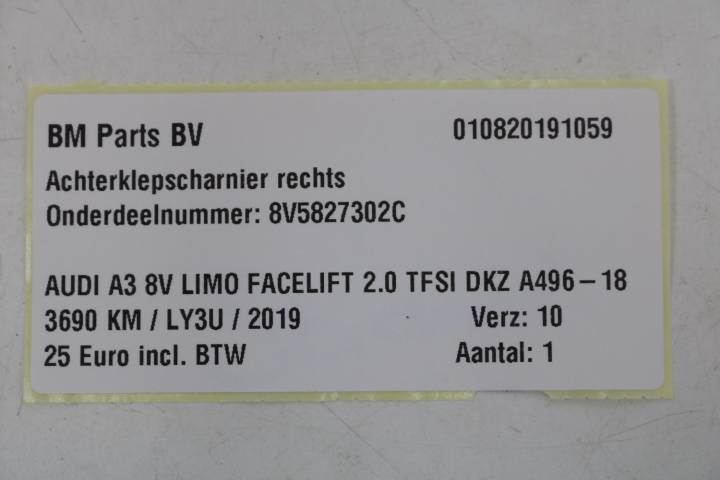 BM Parts BV 010820191059
Achterklepscharnier rechts
Onderdeelnummer: 8V5827302C
AUDI A3 8V LIMO FACELIFT 2.0 TFSI DKZ A496-18
3690 KM / LY3U / 2019 Verz: 10
25 Euro incl. BTW Aantal: 1